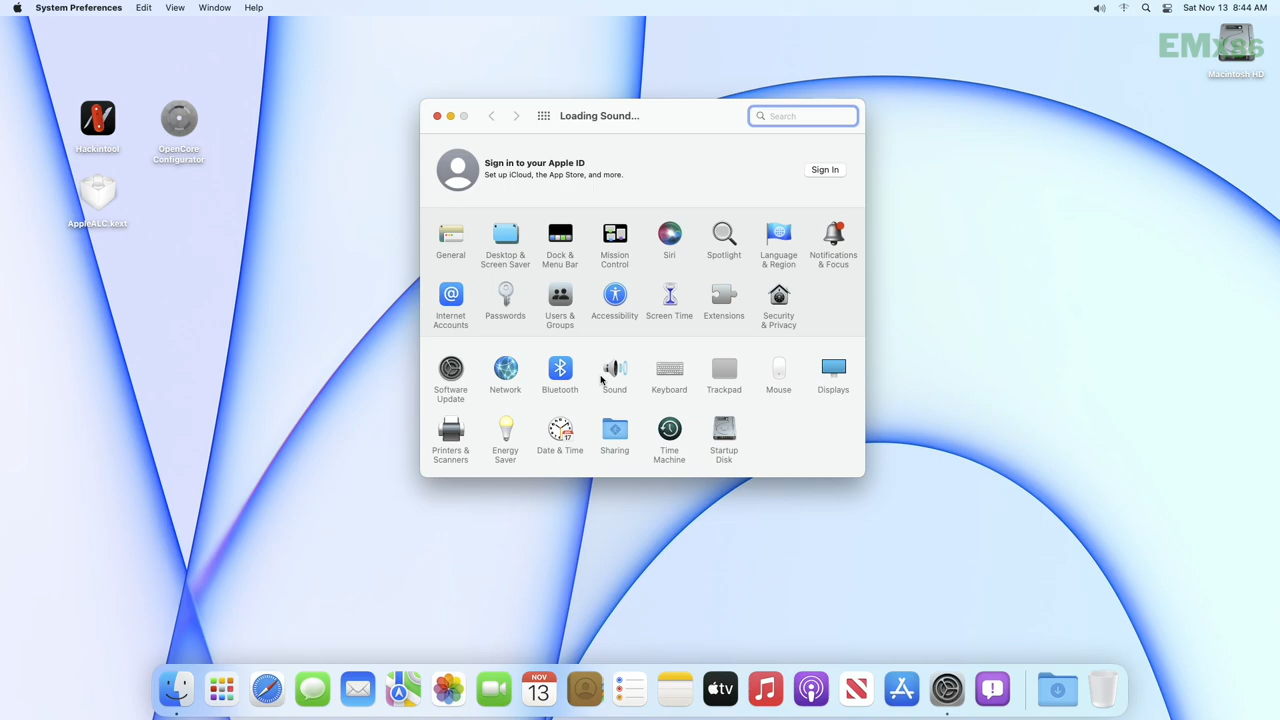 System Preferences Edit View Window Help
Sat Nov 13 8:44 AM
EMxss
Macintosh HD
Hackintool
OpenCore
Configurator
AppleALC.kext
Loading Sound...
Search
Sign in to your Apple ID
Set up iCloud, the App Store, and more.
Sign In
General
Desktop &
Screen Saver
Dock &
Menu Bar
Mission
Control
Siri
Spotlight
Language
& Region
Notifications
& Focus
Internet
Accounts
Passwords
Users &
Groups
Accessibility
Screen Time
Extensions
Security
& Privacy
Software
Update
Network
Bluetooth
Sound
Keyboard
Trackpad
Mouse
Displays
Printers &
Scanners
Energy
Saver
Date & Time
Sharing
Time
Machine
Startup
Disk
17
NOV
13
tv